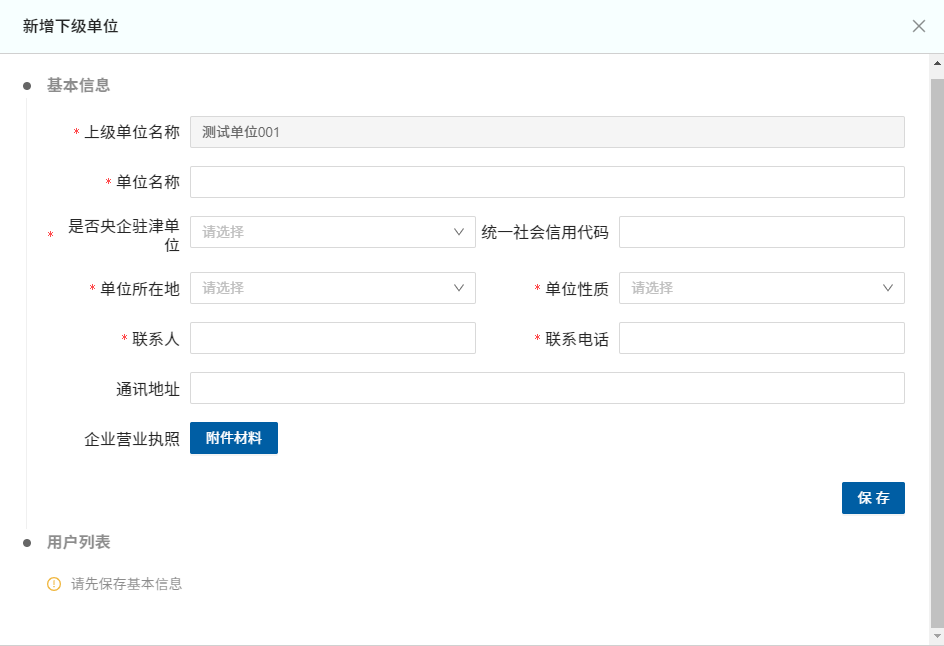 新增下级单位
基本信息
* 上级单位名称 测试单位001
* 单位名称
* 是否央企驻津单位 请选择 统一社会信用代码
* 单位所在地 请选择 * 单位性质 请选择
* 联系人 * 联系电话
通讯地址
企业营业执照 附件材料
保 存
用户列表
请先保存基本信息